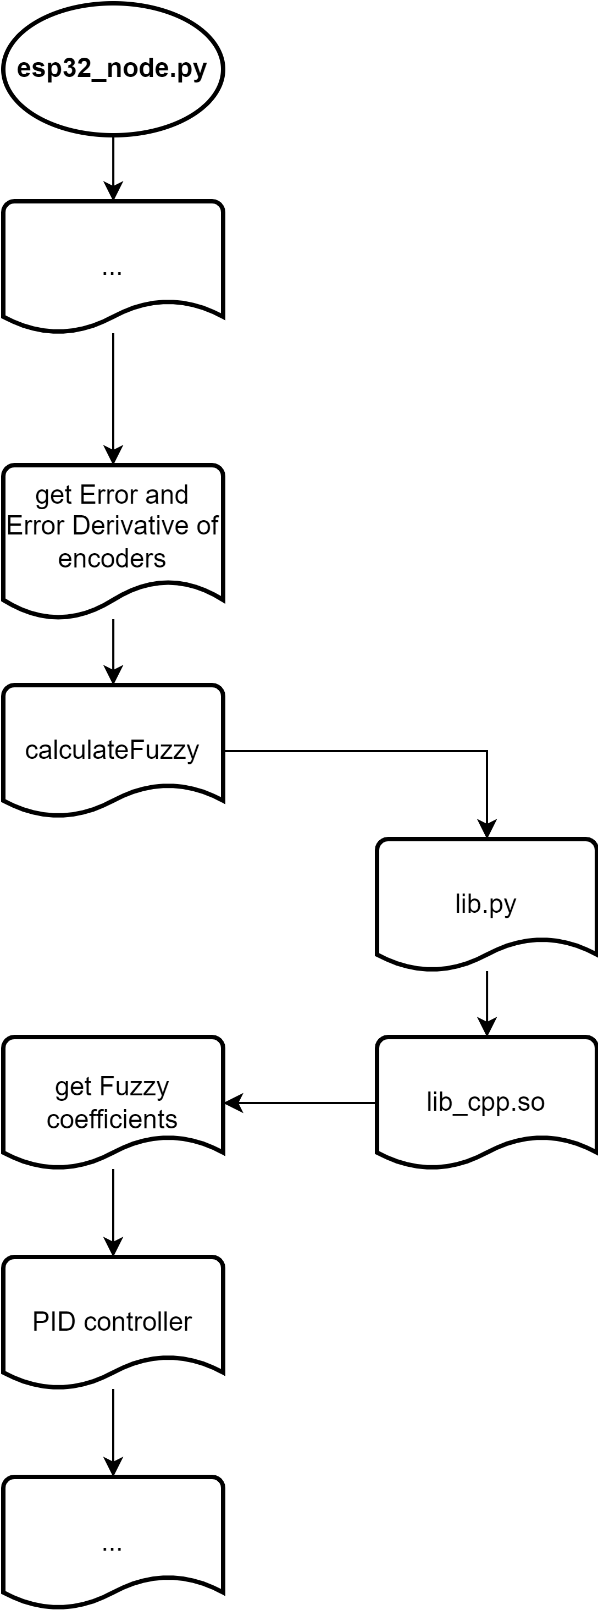 esp32_node.py
...
get Error and
Error Derivative of
encoders
calculateFuzzy
lib.py
lib_cpp.so
get Fuzzy
coefficients
PID controller
...